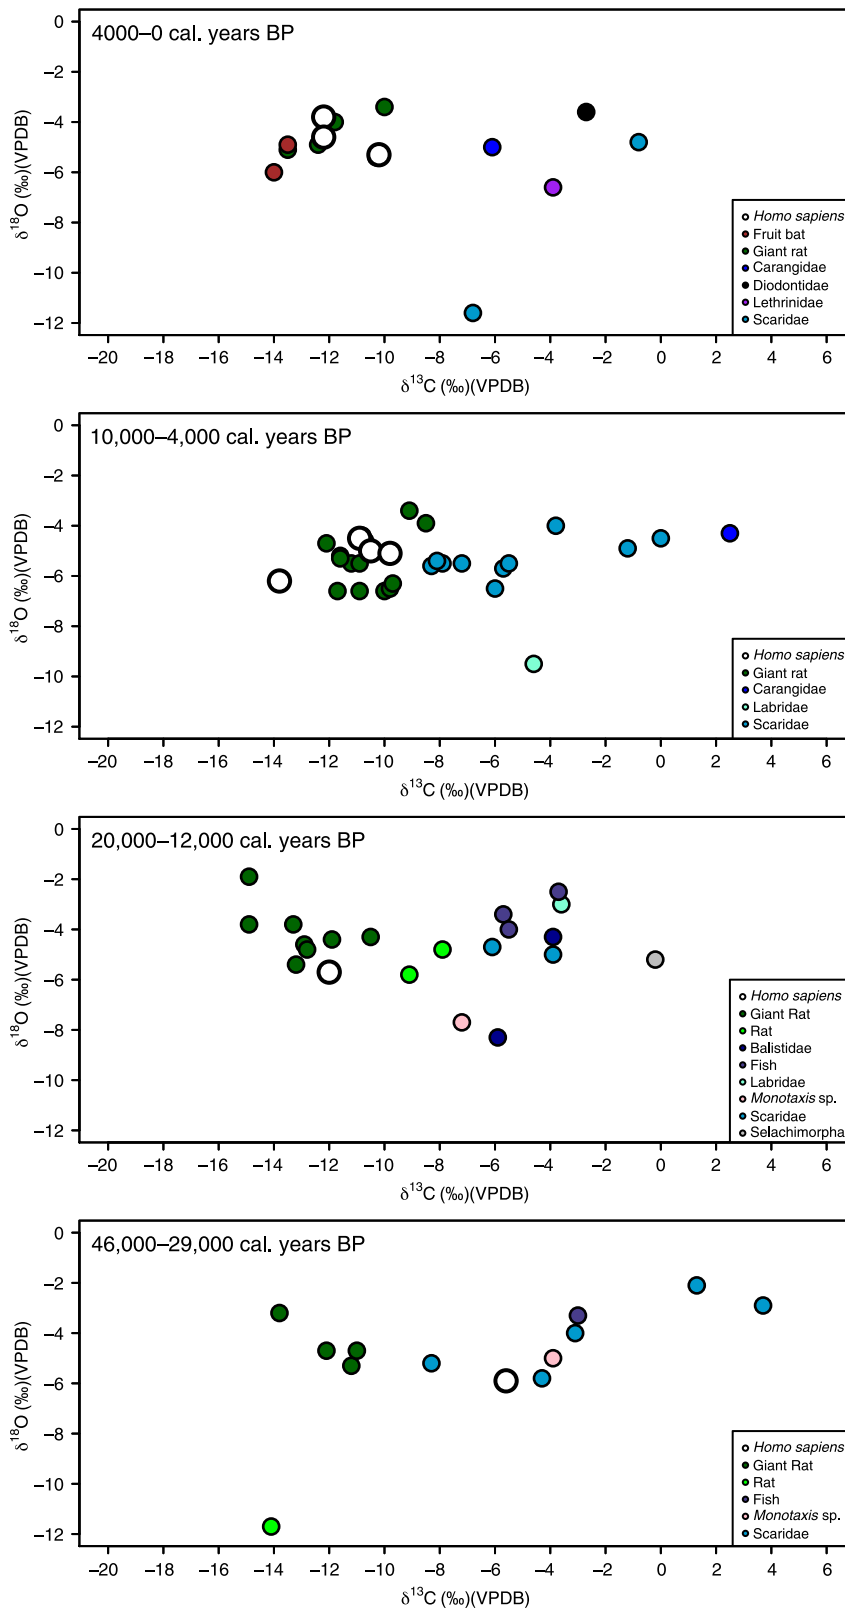 4000–0 cal. years BP
0
−2
−4
−6
−8
−10
−12
δ18O (‰)(VPDB)
Homo sapiens
Fruit bat
Giant rat
Carangidae
Diodontidae
Lethrinidae
Scaridae
−20 −18 −16 −14 −12 −10 −8 −6 −4 −2 0 2 4 6
δ13C (‰)(VPDB)
10,000–4,000 cal. years BP
0
−2
−4
−6
−8
−10
−12
δ18O (‰)(VPDB)
Homo sapiens
Giant rat
Carangidae
Labridae
Scaridae
−20 −18 −16 −14 −12 −10 −8 −6 −4 −2 0 2 4 6
δ13C (‰)(VPDB)
20,000–12,000 cal. years BP
0
−2
−4
−6
−8
−10
−12
δ18O (‰)(VPDB)
Homo sapiens
Giant Rat
Rat
Balistidae
Fish
Labridae
Monotaxis sp.
Scaridae
Selachimorpha
−20 −18 −16 −14 −12 −10 −8 −6 −4 −2 0 2 4 6
δ13C (‰)(VPDB)
46,000–29,000 cal. years BP
0
−2
−4
−6
−8
−10
−12
δ18O (‰)(VPDB)
Homo sapiens
Giant Rat
Rat
Fish
Monotaxis sp.
Scaridae
−20 −18 −16 −14 −12 −10 −8 −6 −4 −2 0 2 4 6
δ13C (‰)(VPDB)